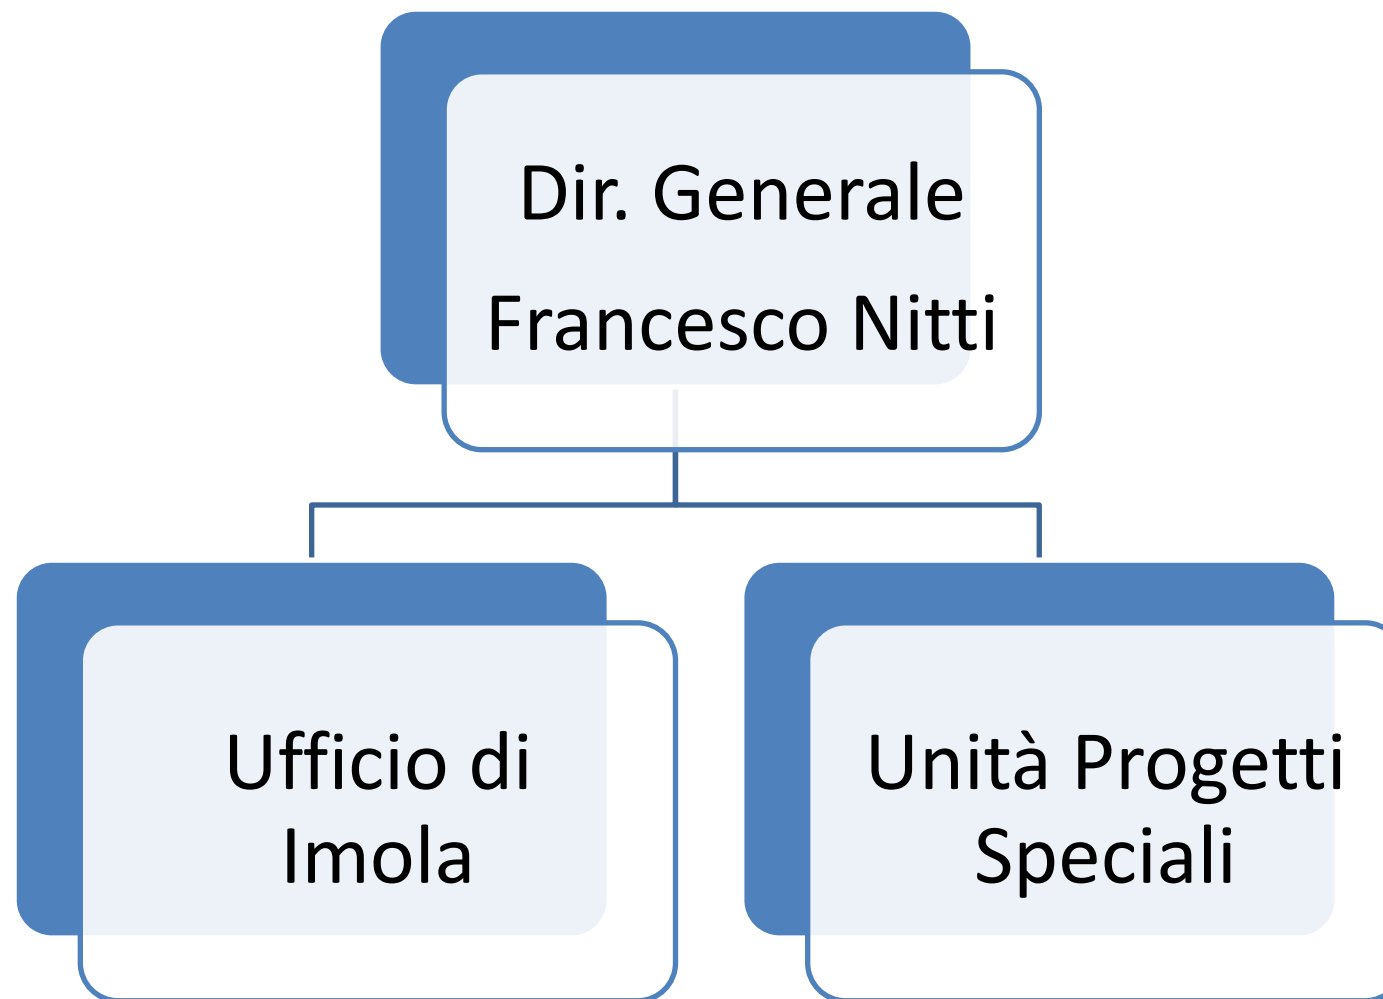 Dir. Generale
Francesco Nitti
Ufficio di
Imola
Unità Progetti
Speciali